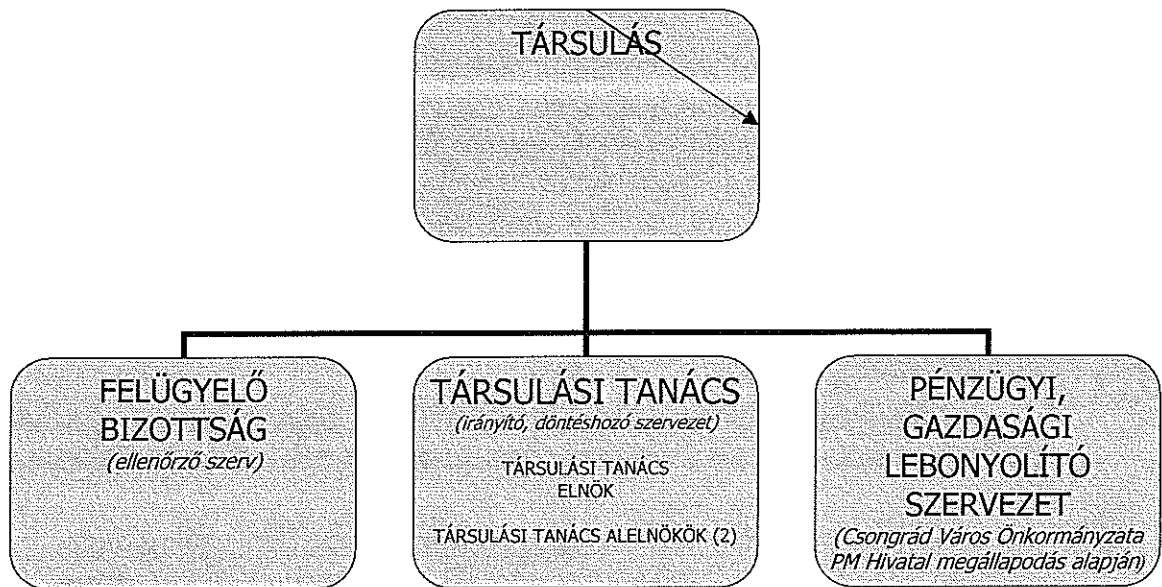 TÁRSULÁS
FELÜGYELŐ
BIZOTTSÁG
(ellenőrző szerv)
TÁRSULÁSI TANÁCS
(irányító, döntéshozó szervezet)
TÁRSULÁSI TANÁCS
ELNÖK
TÁRSULÁSI TANÁCS ALELNÖKÖK (2)
PÉNZÜGYI,
GAZDASÁGI
LEBONYOLÍTÓ
SZERVEZET
(Csongrád Város Önkormányzata
PM Hivatal megállapodás alapján)